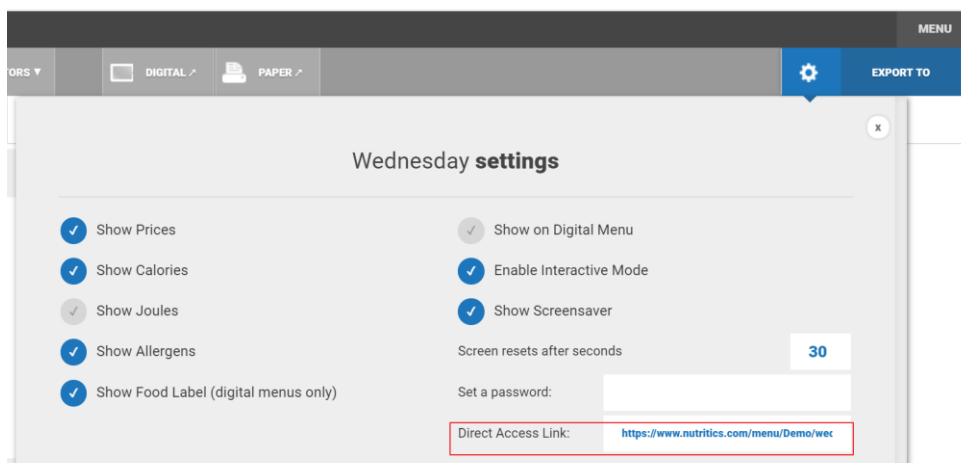 MENU
TORS ▼
DIGITAL ↗
PAPER ↗
EXPORT TO
x
Wednesday settings
Show Prices
Show on Digital Menu
Show Calories
Enable Interactive Mode
Show Joules
Show Screensaver
Show Allergens
Screen resets after seconds
30
Show Food Label (digital menus only)
Set a password:
Direct Access Link:
https://www.nutritics.com/menu/Demo/wec